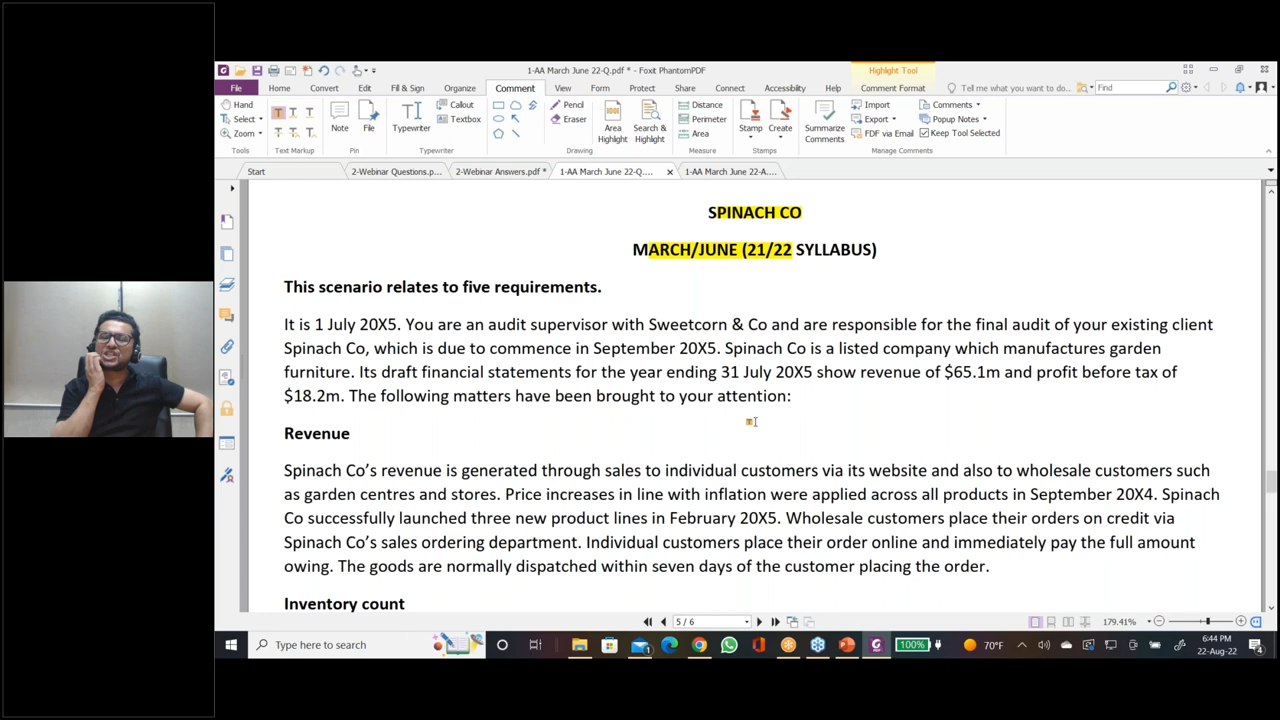 1-AA March June 22-Q.pdf * - Foxit PhantomPDF
Highlight Tool
File Home Convert Edit Fill & Sign Organize Comment View Form Protect Share Connect Accessibility Help Comment Format Tell me what you want to do... Find
Hand
Select
Zoom
Tools
Text Markup
Note
File
Pin
Typewriter
Callout
Textbox
Typewriter
Pencil
Eraser
Area Highlight
Search & Highlight
Drawing
Distance
Perimeter
Area
Measure
Stamp
Create
Stamps
Summarize Comments
Import
Export
FDF via Email
Comments
Popup Notes
Keep Tool Selected
Manage Comments
Start
2-Webinar Questions.p...
2-Webinar Answers.pdf *
1-AA March June 22-Q....
1-AA March June 22-A....
SPINACH CO
MARCH/JUNE (21/22 SYLLABUS)
This scenario relates to five requirements.
It is 1 July 20X5. You are an audit supervisor with Sweetcorn & Co and are responsible for the final audit of your existing client
Spinach Co, which is due to commence in September 20X5. Spinach Co is a listed company which manufactures garden
furniture. Its draft financial statements for the year ending 31 July 20X5 show revenue of $65.1m and profit before tax of
$18.2m. The following matters have been brought to your attention:
Revenue
Spinach Co’s revenue is generated through sales to individual customers via its website and also to wholesale customers such
as garden centres and stores. Price increases in line with inflation were applied across all products in September 20X4. Spinach
Co successfully launched three new product lines in February 20X5. Wholesale customers place their orders on credit via
Spinach Co’s sales ordering department. Individual customers place their order online and immediately pay the full amount
owing. The goods are normally dispatched within seven days of the customer placing the order.
Inventory count
5 / 6
179.41%
Type here to search
100%
70°F
6:44 PM
22-Aug-22